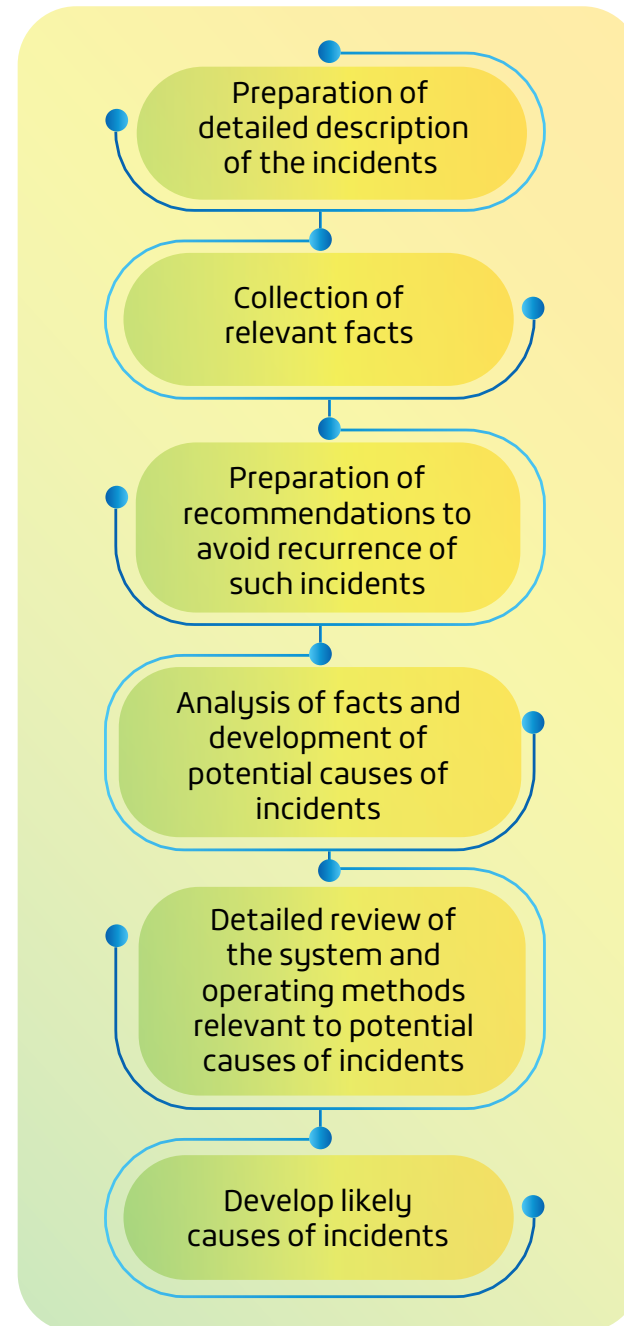 Preparation of
detailed description
of the incidents
Collection of
relevant facts
Preparation of
recommendations to
avoid recurrence of
such incidents
Analysis of facts and
development of
potential causes of
incidents
Detailed review of
the system and
operating methods
relevant to potential
causes of incidents
Develop likely
causes of incidents